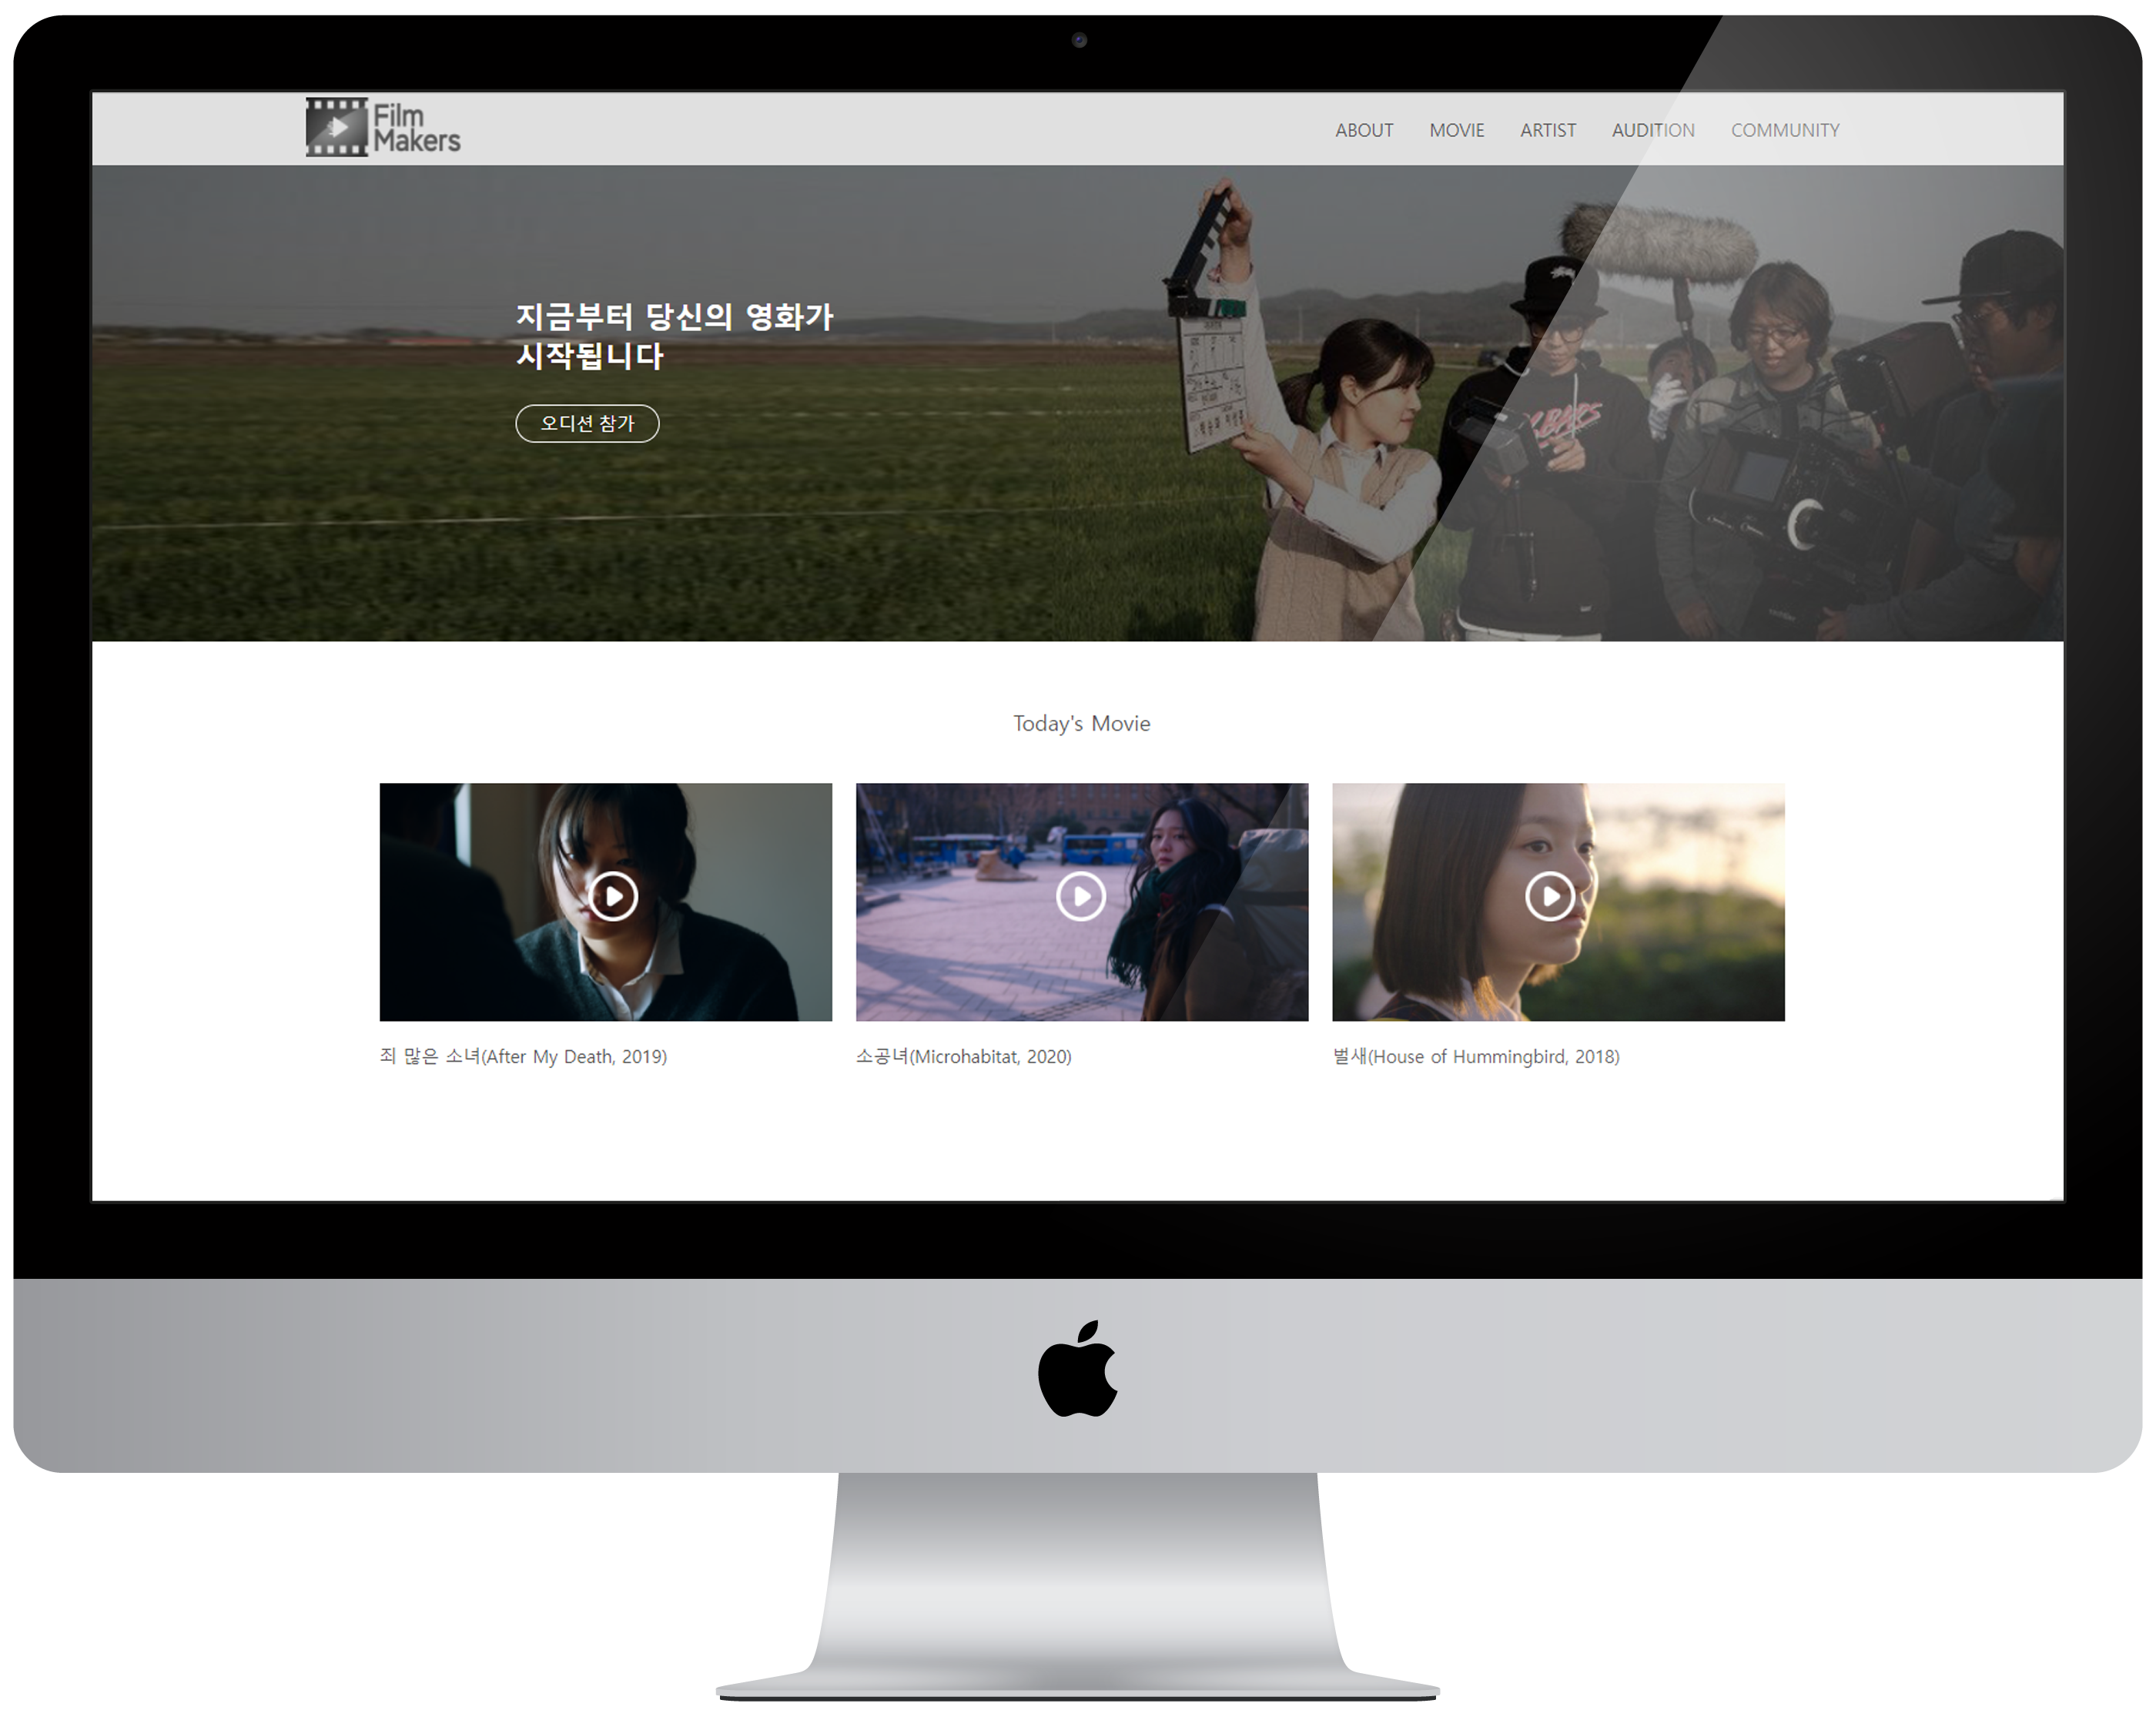 Film
Makers
ABOUT MOVIE ARTIST AUDITION COMMUNITY
지금부터 당신의 영화가
시작됩니다
오디션 참가
Today's Movie
죄 많은 소녀(After My Death, 2019)
소공녀(Microhabitat, 2020)
벌새(House of Hummingbird, 2018)